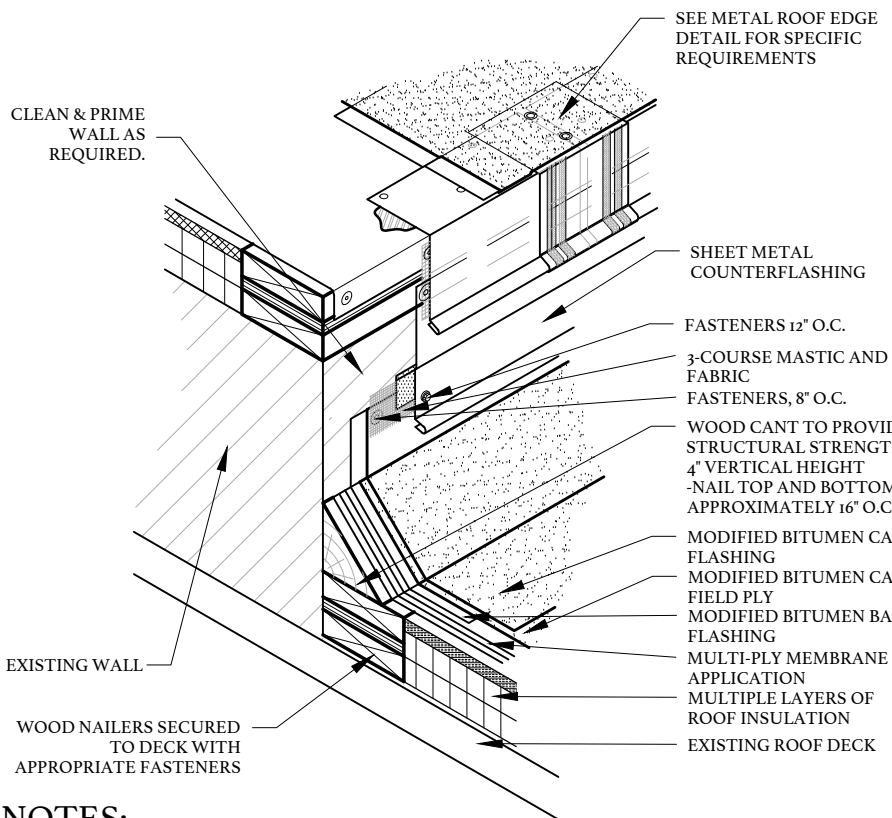 SEE METAL ROOF EDGE
DETAIL FOR SPECIFIC
REQUIREMENTS
CLEAN & PRIME
WALL AS
REQUIRED.
SHEET METAL
COUNTERFLASHING
FASTENERS 12" O.C.
3-COURSE MASTIC AND
FABRIC
FASTENERS, 8" O.C.
WOOD CANT TO PROVID
STRUCTURAL STRENGT
4" VERTICAL HEIGHT
-NAIL TOP AND BOTTOM
APPROXIMATELY 16" O.C
MODIFIED BITUMEN CA
FLASHING
MODIFIED BITUMEN CA
FIELD PLY
MODIFIED BITUMEN BA
FLASHING
MULTI-PLY MEMBRANE
APPLICATION
MULTIPLE LAYERS OF
ROOF INSULATION
EXISTING ROOF DECK
EXISTING WALL
WOOD NAILERS SECURED
TO DECK WITH
APPROPRIATE FASTENERS
NOTES: